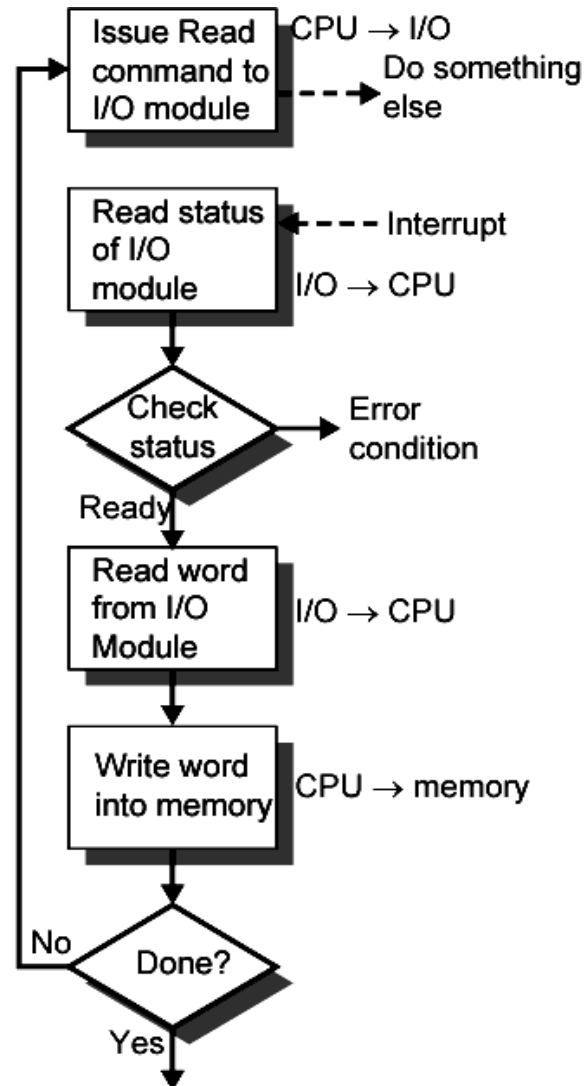 Issue Read
command to
I/O module
CPU → I/O
Do something
else
Read status
of I/O
module
Interrupt
I/O → CPU
Check
status
Error
condition
Ready
Read word
from I/O
Module
I/O → CPU
Write word
into memory
CPU → memory
No
Done?
Yes